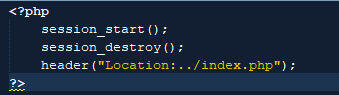 <?php
    session_start();
    session_destroy();
    header("Location:../index.php");
?>